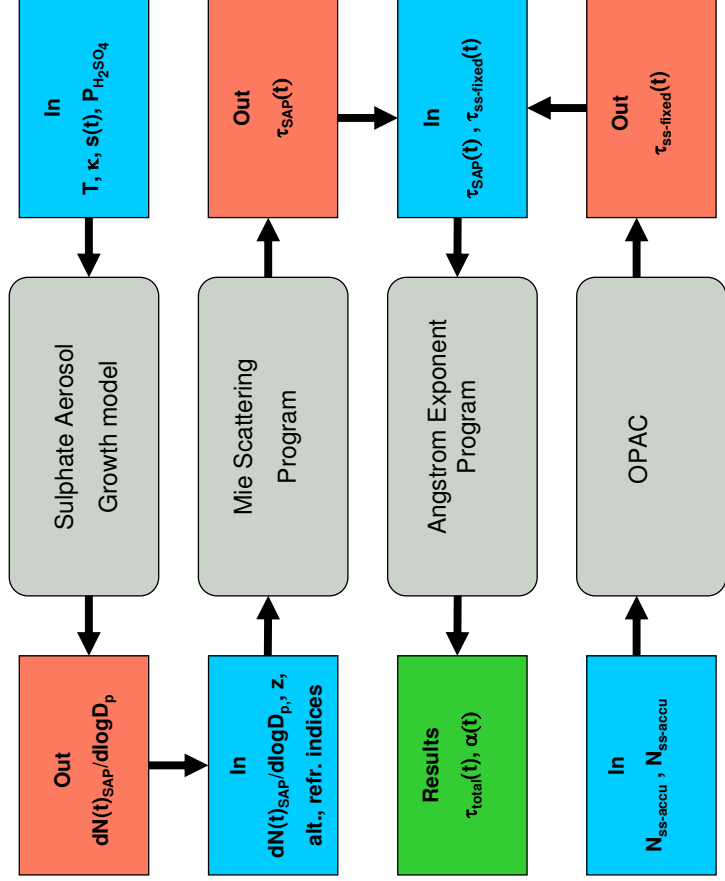 In
T, κ, s(t), P_H₂SO₄
Sulphate Aerosol
Growth model
Out
dN(t)_SAP/dlogD_p
In
dN(t)_SAP/dlogD_p,, z,
alt., refr. indices
Mie Scattering
Program
Out
τ_SAP(t)
In
τ_SAP(t) , τ_ss-fixed(t)
Angstrom Exponent
Program
Results
τ_total(t), α(t)
In
N_ss-accu , N_ss-accu
OPAC
Out
τ_ss-fixed(t)